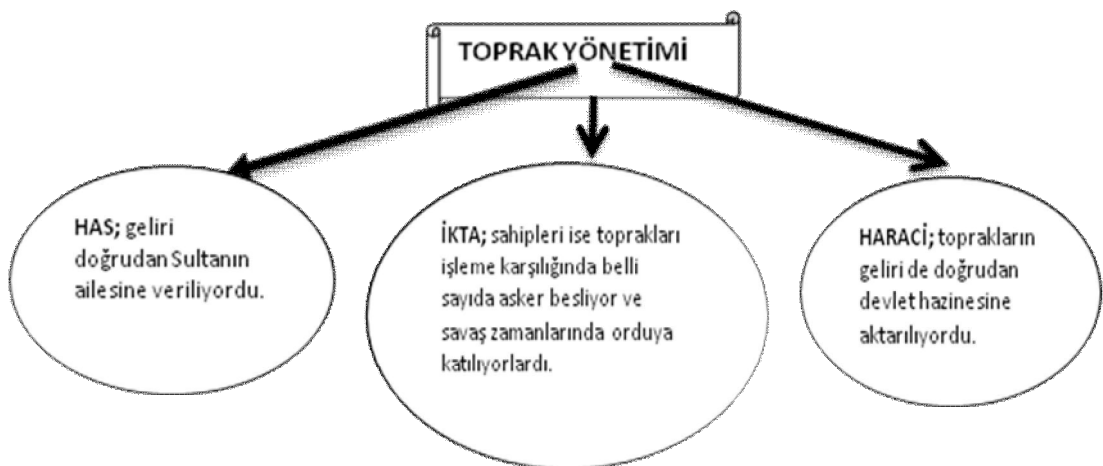 TOPRAK YÖNETİMİ
HAS; geliri
doğrudan Sultanın
ailesine veriliyordu.
İKTA; sahipleri ise toprakları
işleme karşılığında belli
sayıda asker besliyor ve
savaş zamanlarında orduya
katılıyorlardı.
HARACİ; toprakların
geliri de doğrudan
devlet hazinesine
aktarılıyordu.